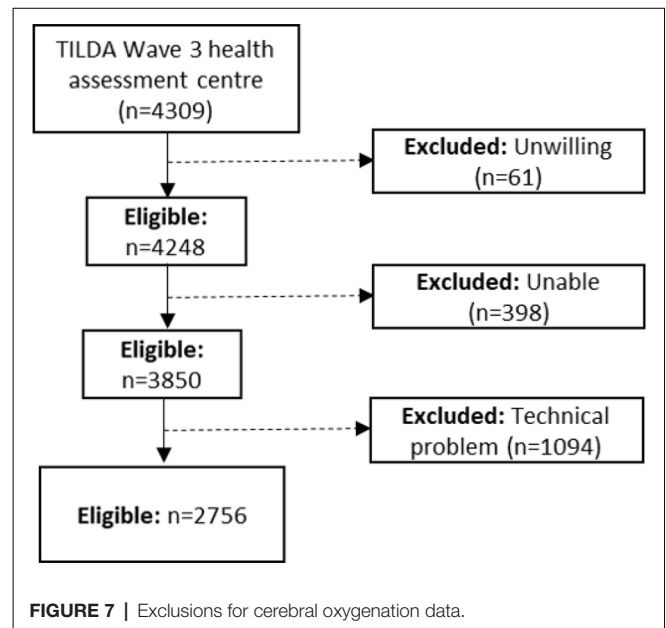 TILDA Wave 3 health
assessment centre
(n=4309)
Excluded: Unwilling
(n=61)
Eligible:
n=4248
Excluded: Unable
(n=398)
Eligible:
n=3850
Excluded: Technical
problem (n=1094)
Eligible: n=2756
FIGURE 7 | Exclusions for cerebral oxygenation data.